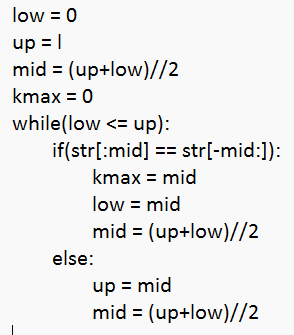 low = 0
up = l
mid = (up+low)//2
kmax = 0
while(low <= up):
    if(str[:mid] == str[-mid:]):
        kmax = mid
        low = mid
        mid = (up+low)//2
    else:
        up = mid
        mid = (up+low)//2